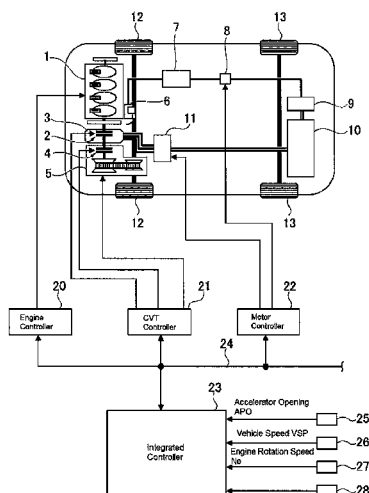 12
13
7
8
1
6
9
11
3
10
2
4
5
12
13
20
21
22
Engine
Controller
CVT
Controller
Motor
Controller
24
23
Integrated
Controller
Accelerator Opening
APO
25
Vehicle Speed VSP
26
Engine Rotation Speed
Ne
27
28